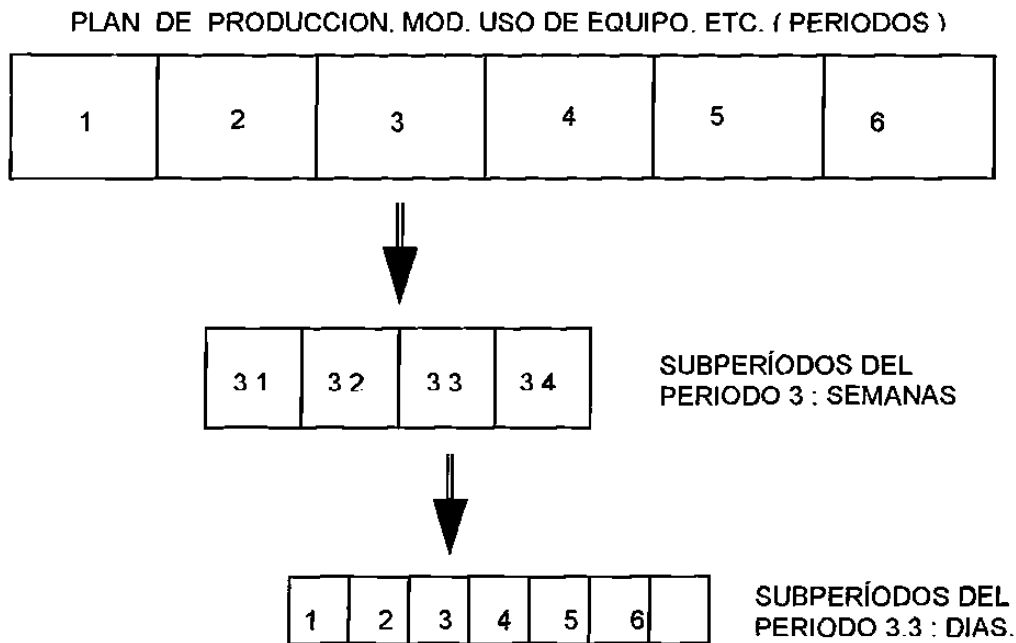 PLAN DE PRODUCCION. MOD. USO DE EQUIPO. ETC. ( PERIODOS )
1 2 3 4 5 6
3 1 3 2 3 3 3 4
SUBPERÍODOS DEL
PERIODO 3 : SEMANAS
1 2 3 4 5 6
SUBPERÍODOS DEL
PERIODO 3.3 : DIAS.